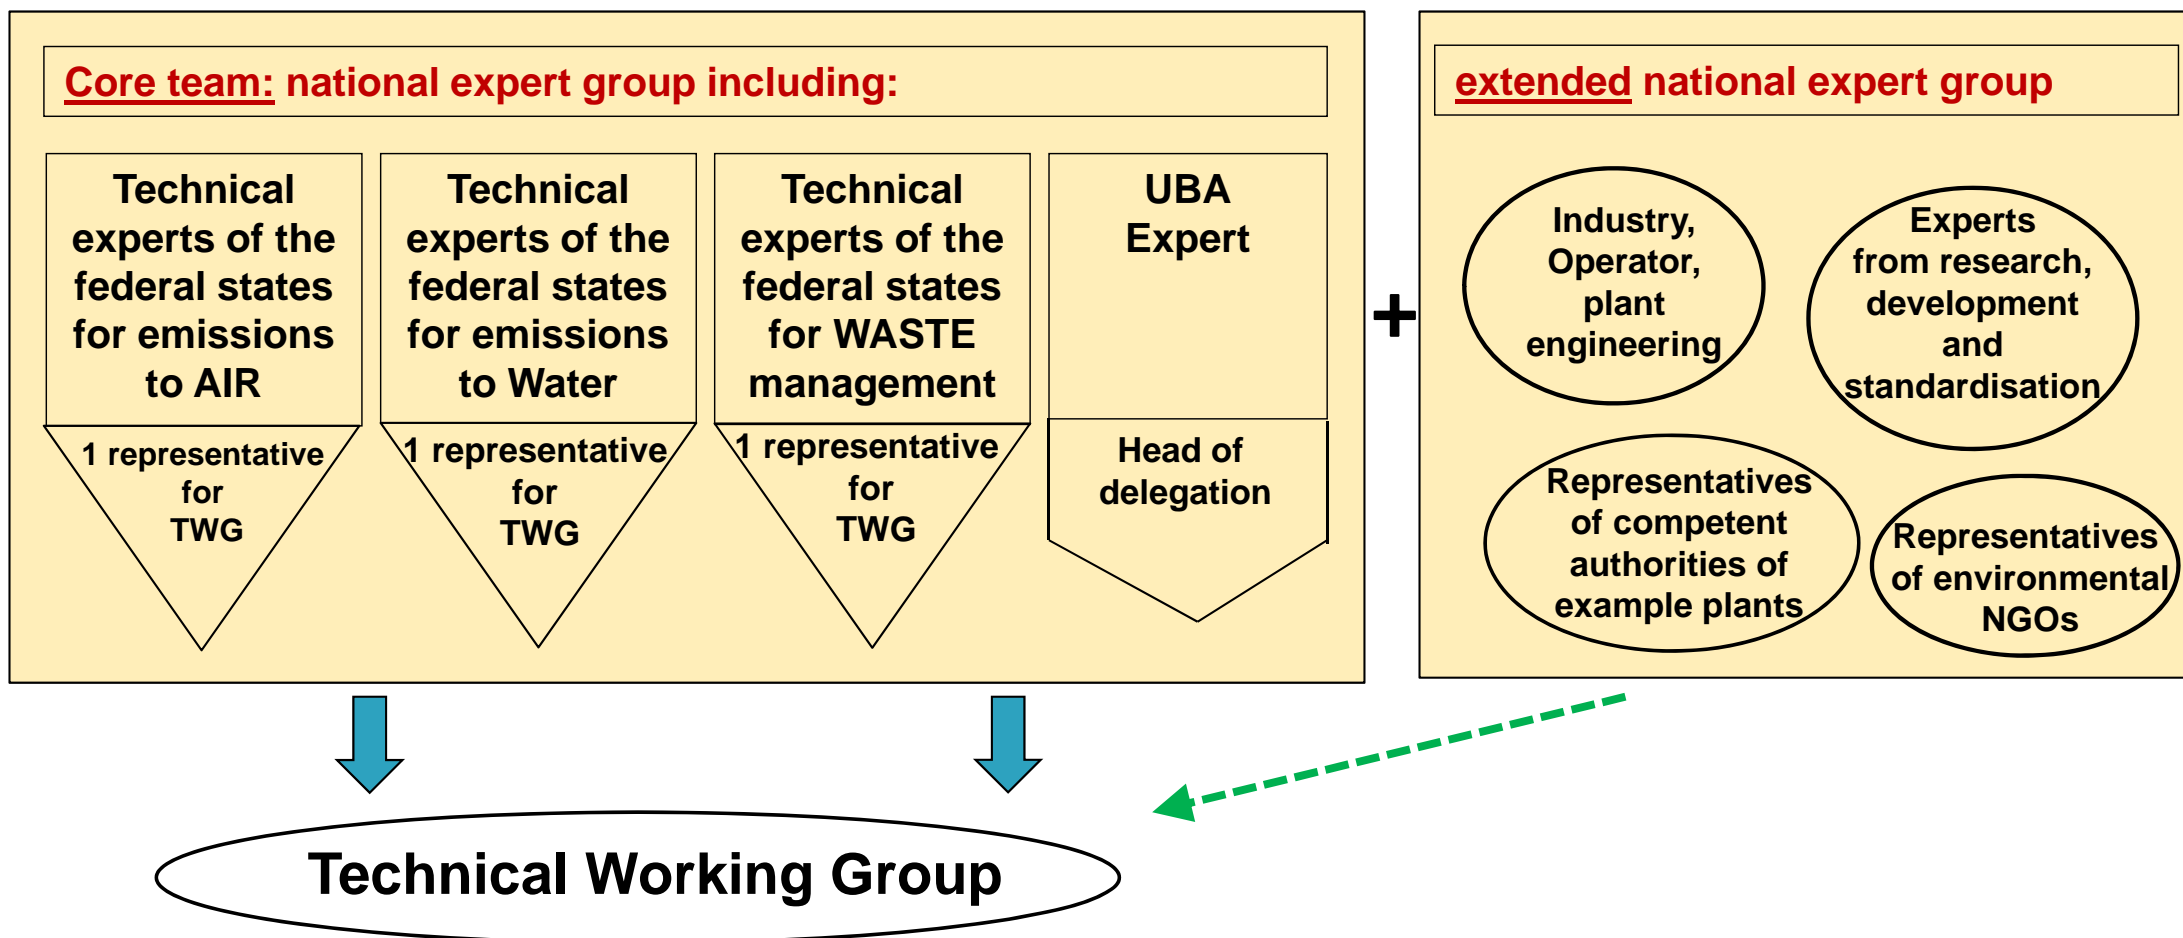 Core team: national expert group including:
Technical
experts of the
federal states
for emissions
to AIR
1 representative
for
TWG
Technical
experts of the
federal states
for emissions
to Water
1 representative
for
TWG
Technical
experts of the
federal states
for WASTE
management
1 representative
for
TWG
UBA
Expert
Head of
delegation
+
extended national expert group
Industry,
Operator,
plant
engineering
Experts
from research,
development
and
standardisation
Representatives
of competent
authorities of
example plants
Representatives
of environmental
NGOs
Technical Working Group